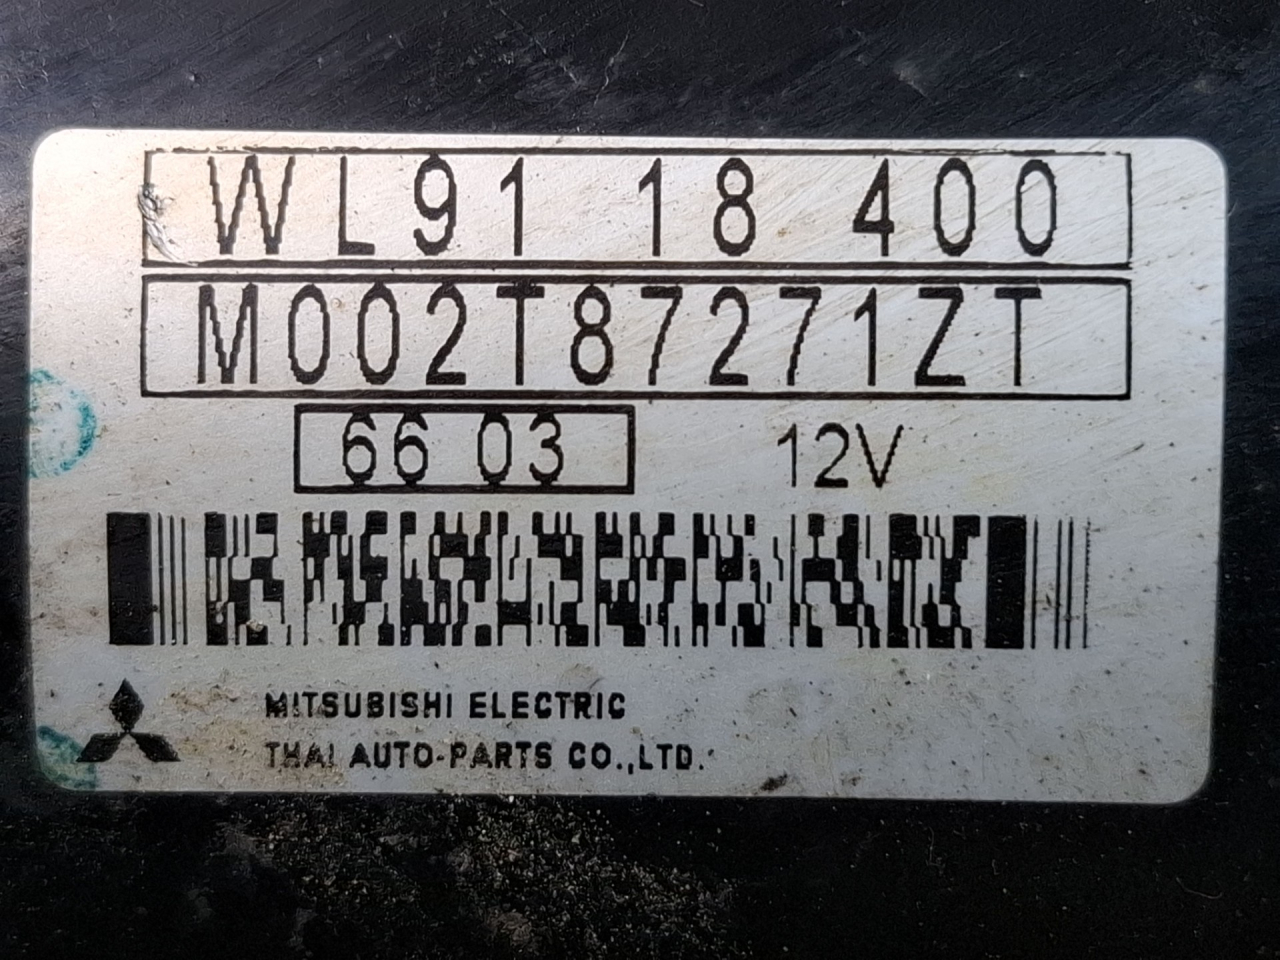 WL91 18 400
M002T87271ZT
66 03 12V
MITSUBISHI ELECTRIC
THAI AUTO-PARTS CO.,LTD.